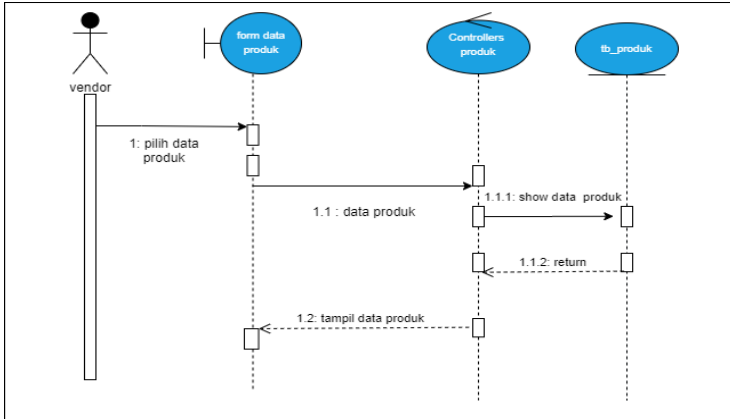 form data
produk
Controllers
produk
tb_produk
vendor
1: pilih data
produk
1.1 : data produk
1.1.1: show data  produk
1.1.2: return
1.2: tampil data produk